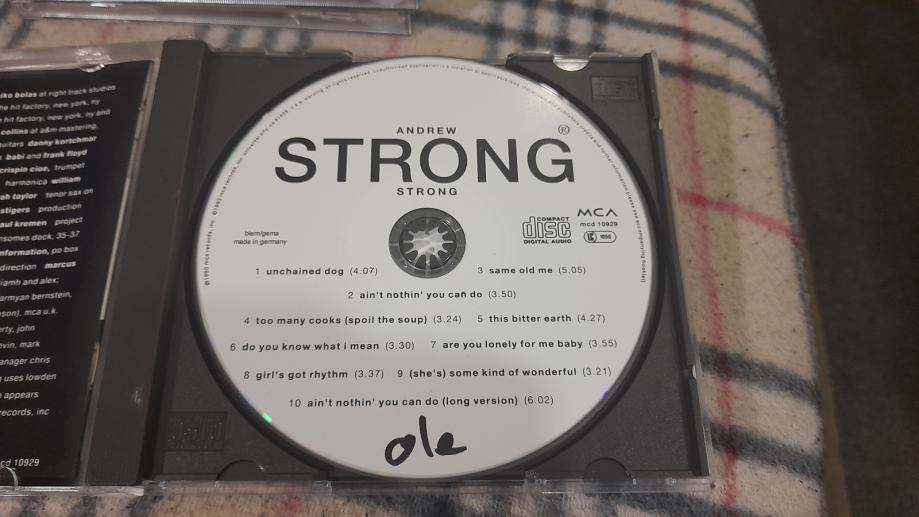 iko bolas at right track studios
he hit factory, new york, ny
hit factory, new york, ny and
collins at a&m mastering.
uitars danny kortchmar
babi and frank floyd
crispin cioe, trumpet
harmonica william
ah taylor tenor sax on
stigers production
aul kremen project
nsomes dock, 35-37
information, po box
direction marcus
iamh and alex;
armyan bernstein,
son), mca u.k.
erty, john
evin, mark
anager chris
uses lowden
appears
records, inc
cd 10929
ANDREW
STRONG®
STRONG
biem/gema
made in germany
COMPACT
disc
DIGITAL AUDIO
MCA
mcd 10929
1 unchained dog (4.07) 3 same old me (5.05)
2 ain't nothin' you can do (3.50)
4 too many cooks (spoil the soup) (3.24) 5 this bitter earth (4.27)
6 do you know what i mean (3.30) 7 are you lonely for me baby (3.55)
8 girl's got rhythm (3.37) 9 (she's) some kind of wonderful (3.21)
10 ain't nothin' you can do (long version) (6.02)
ole